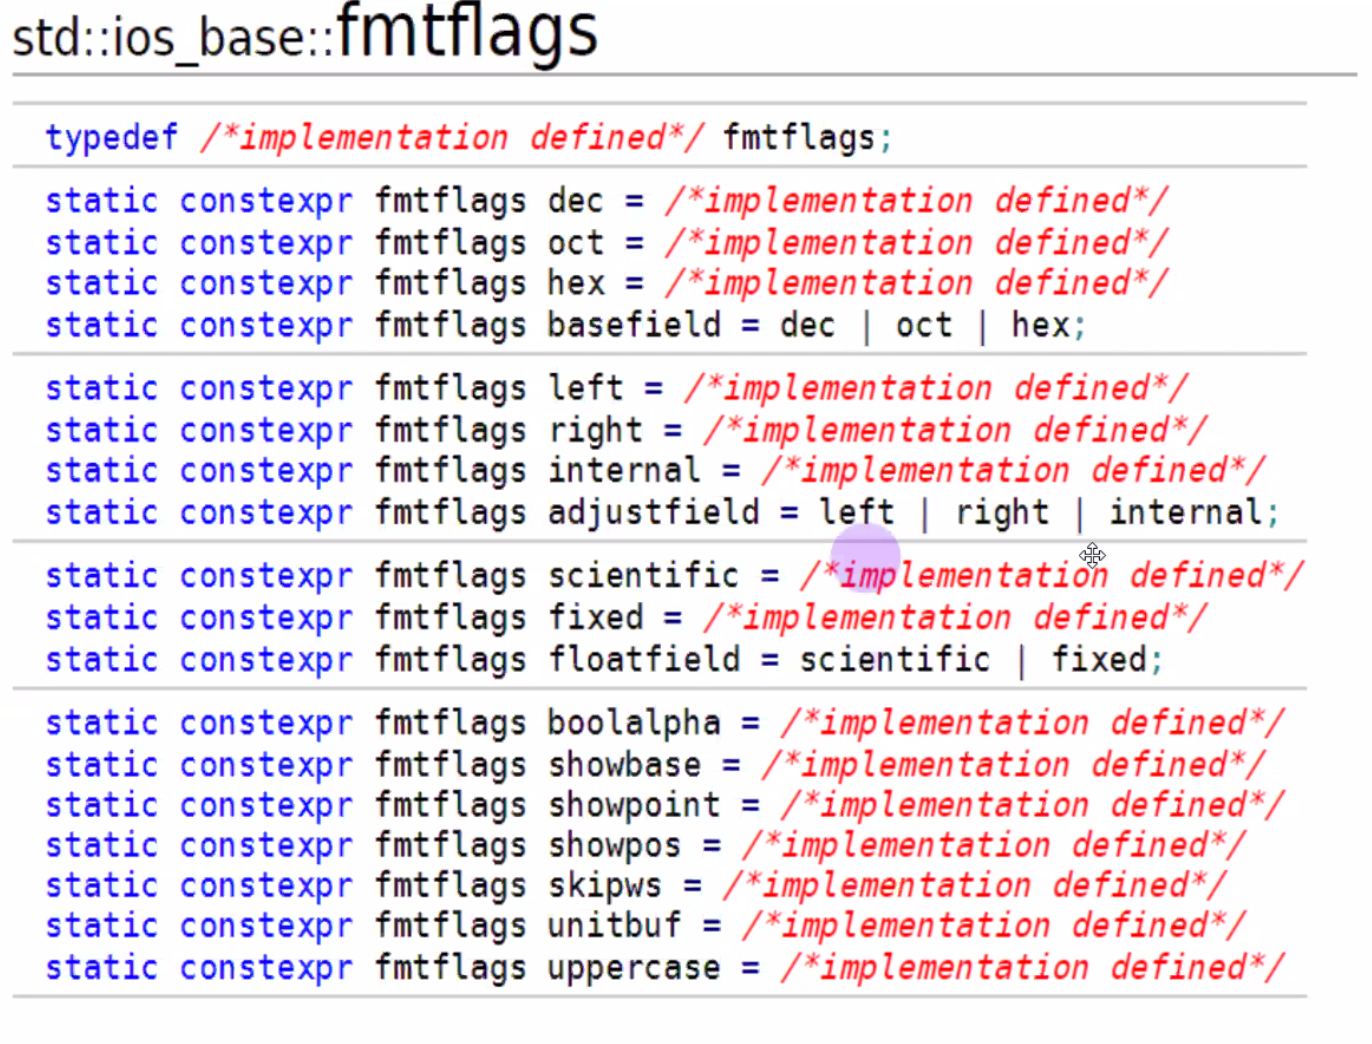 std::ios_base::fmtflags
typedef /*implementation defined*/ fmtflags;
static constexpr fmtflags dec = /*implementation defined*/
static constexpr fmtflags oct = /*implementation defined*/
static constexpr fmtflags hex = /*implementation defined*/
static constexpr fmtflags basefield = dec | oct | hex;
static constexpr fmtflags left = /*implementation defined*/
static constexpr fmtflags right = /*implementation defined*/
static constexpr fmtflags internal = /*implementation defined*/
static constexpr fmtflags adjustfield = left | right | internal;
static constexpr fmtflags scientific = /*implementation defined*/
static constexpr fmtflags fixed = /*implementation defined*/
static constexpr fmtflags floatfield = scientific | fixed;
static constexpr fmtflags boolalpha = /*implementation defined*/
static constexpr fmtflags showbase = /*implementation defined*/
static constexpr fmtflags showpoint = /*implementation defined*/
static constexpr fmtflags showpos = /*implementation defined*/
static constexpr fmtflags skipws = /*implementation defined*/
static constexpr fmtflags unitbuf = /*implementation defined*/
static constexpr fmtflags uppercase = /*implementation defined*/